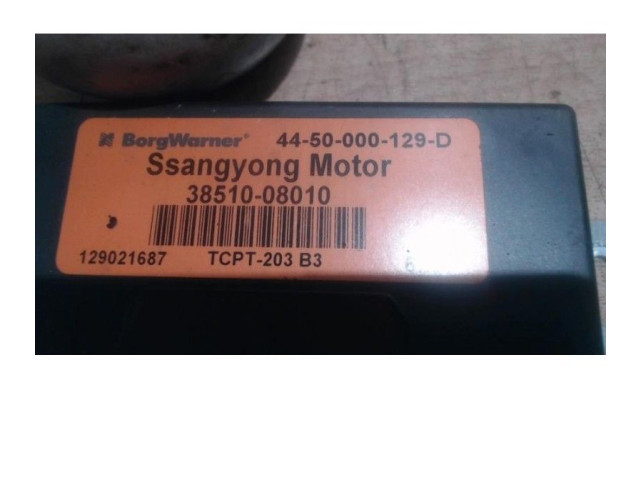 BorgWarner 44-50-000-129-D
Ssangyong Motor
38510-08010
129021687 TCPT-203 B3